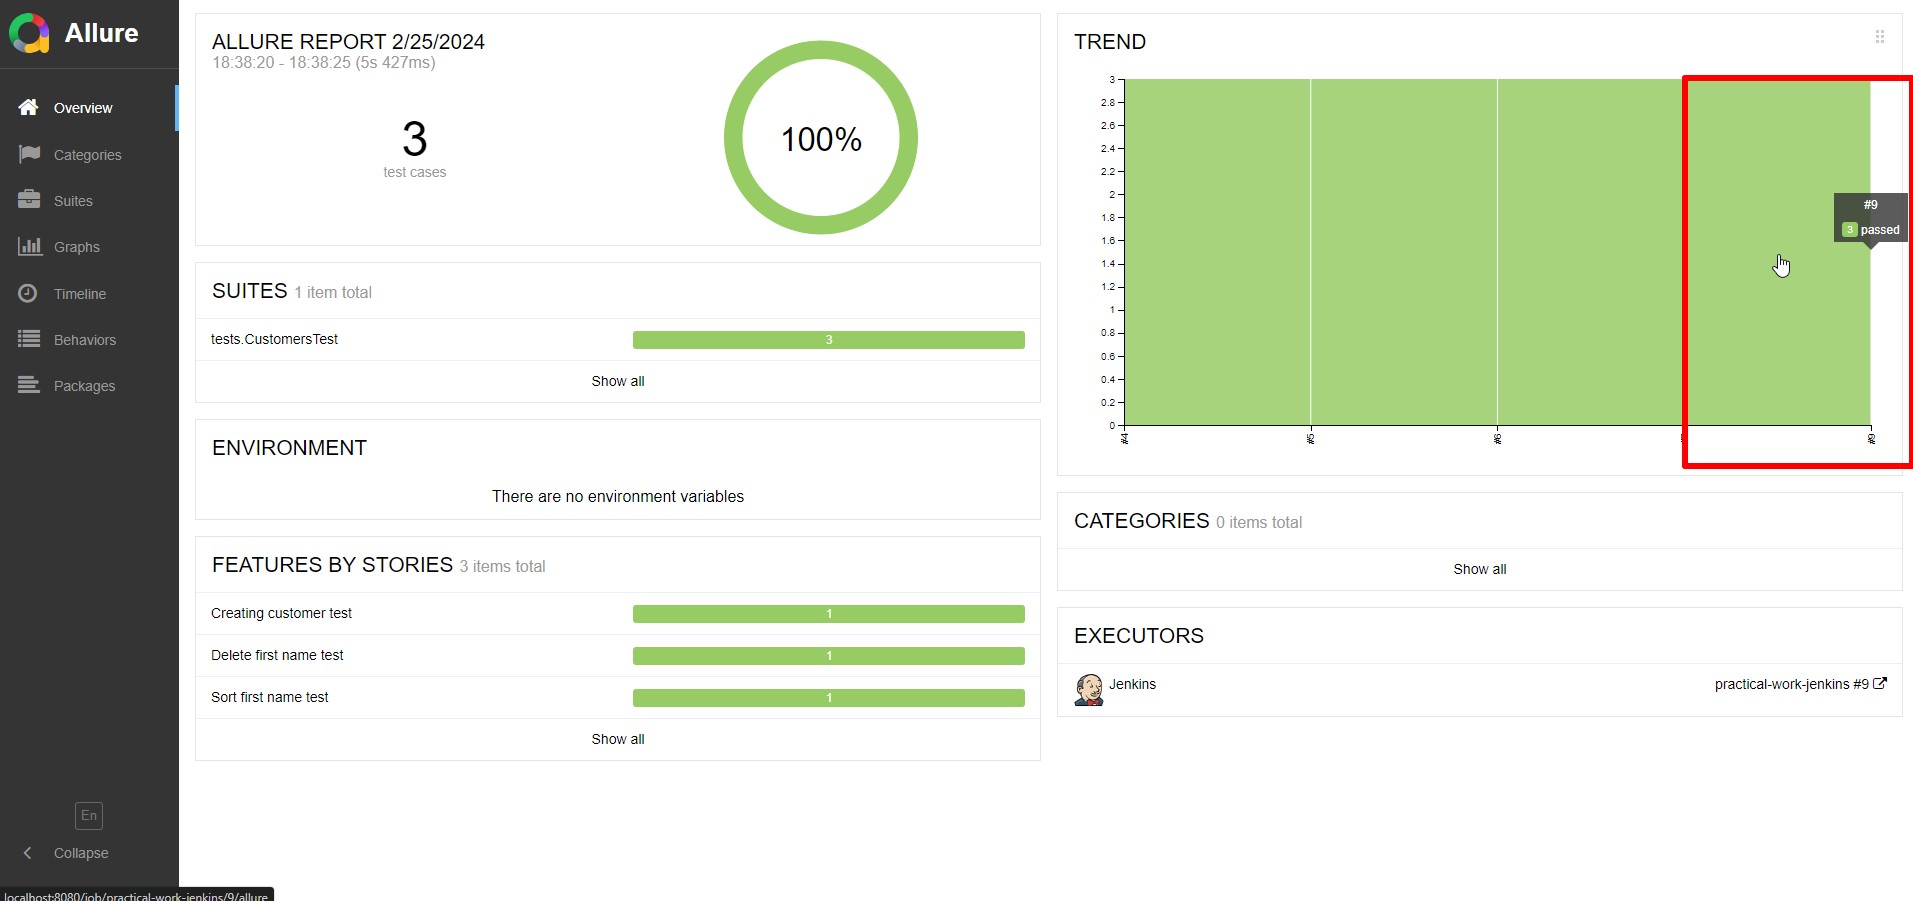 Allure
Overview
Categories
Suites
Graphs
Timeline
Behaviors
Packages
En
Collapse
localhost:8080/job/practical-work-jenkins/9/allure
ALLURE REPORT 2/25/2024
18:38:20 - 18:38:25 (5s 427ms)
3
test cases
100%
SUITES 1 item total
tests.CustomersTest 3
Show all
ENVIRONMENT
There are no environment variables
FEATURES BY STORIES 3 items total
Creating customer test 1
Delete first name test 1
Sort first name test 1
Show all
TREND
3
2.8
2.6
2.4
2.2
2
1.8
1.6
1.4
1.2
1
0.8
0.6
0.4
0.2
0
#4 #5 #6 #9
#9
3 passed
CATEGORIES 0 items total
Show all
EXECUTORS
Jenkins practical-work-jenkins #9